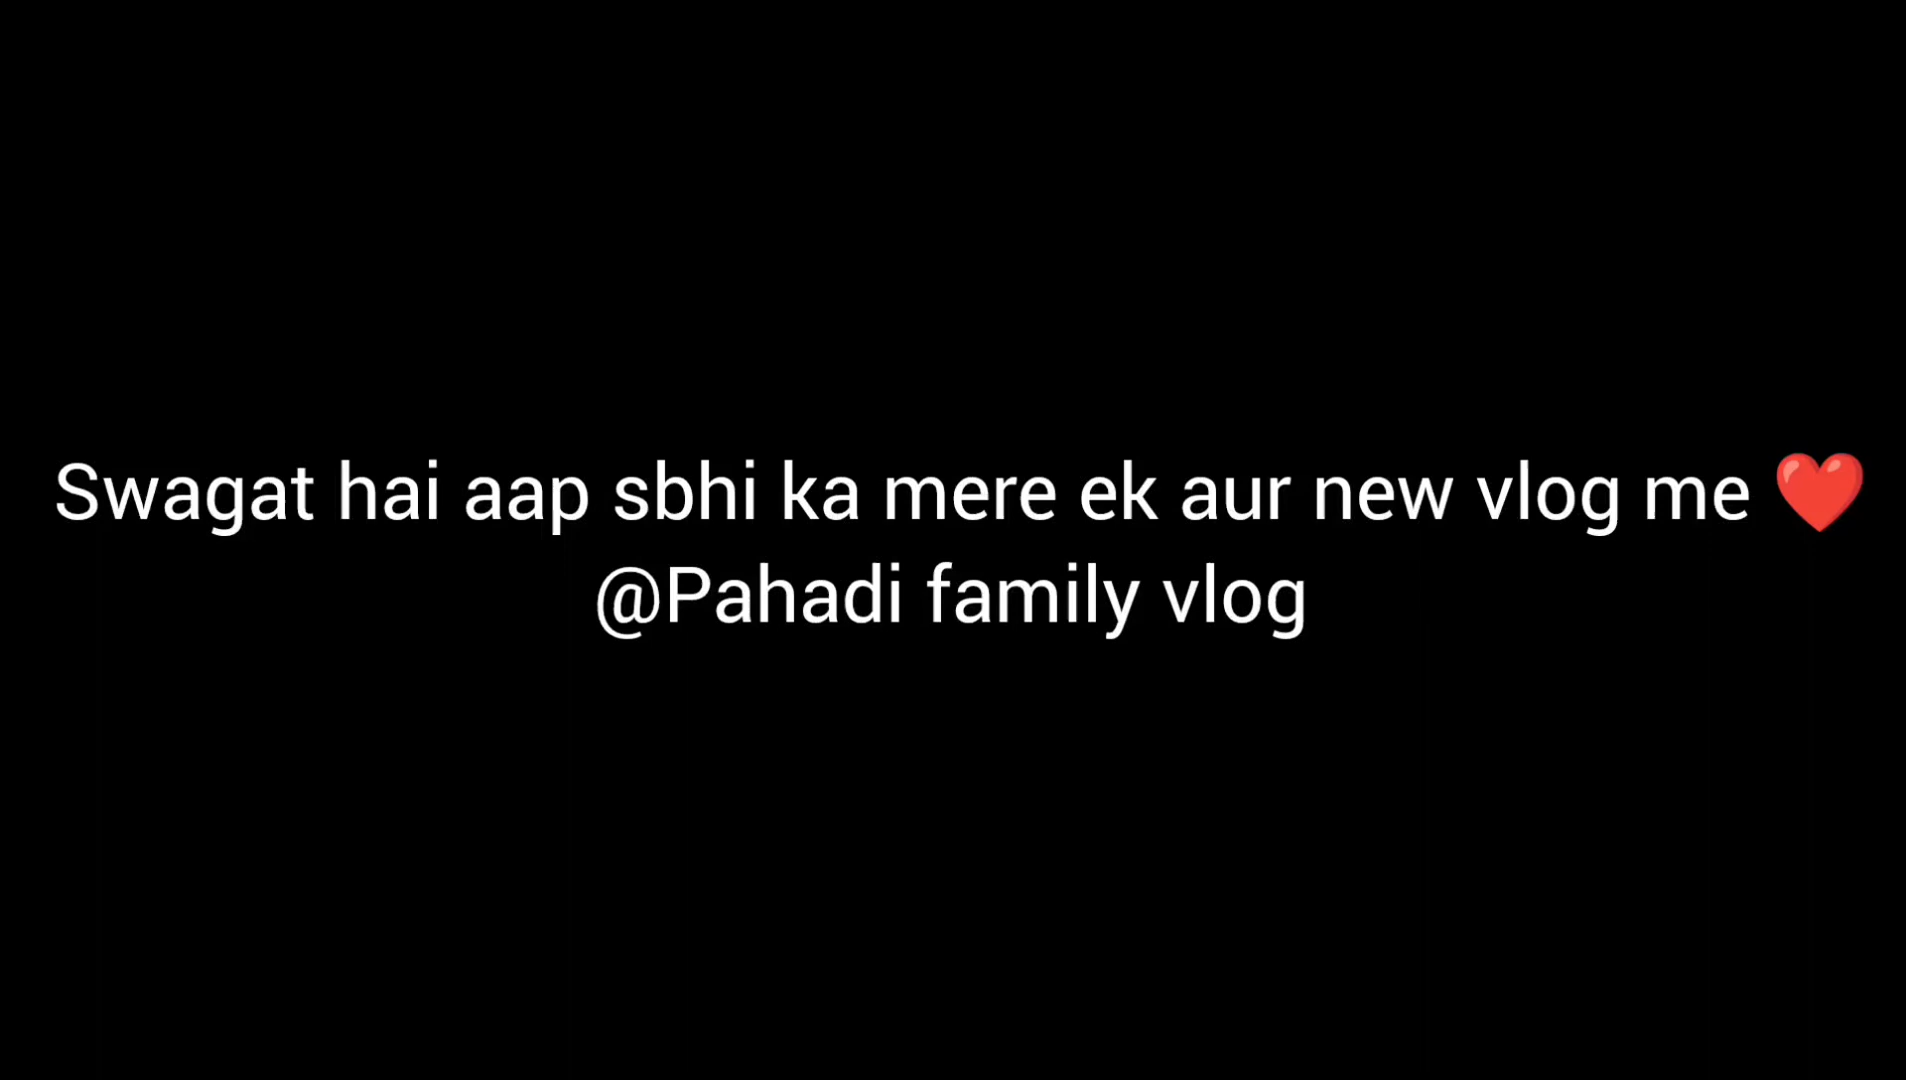 Swagat hai aap sbhi ka mere ek aur new vlog me ❤️
@Pahadi family vlog